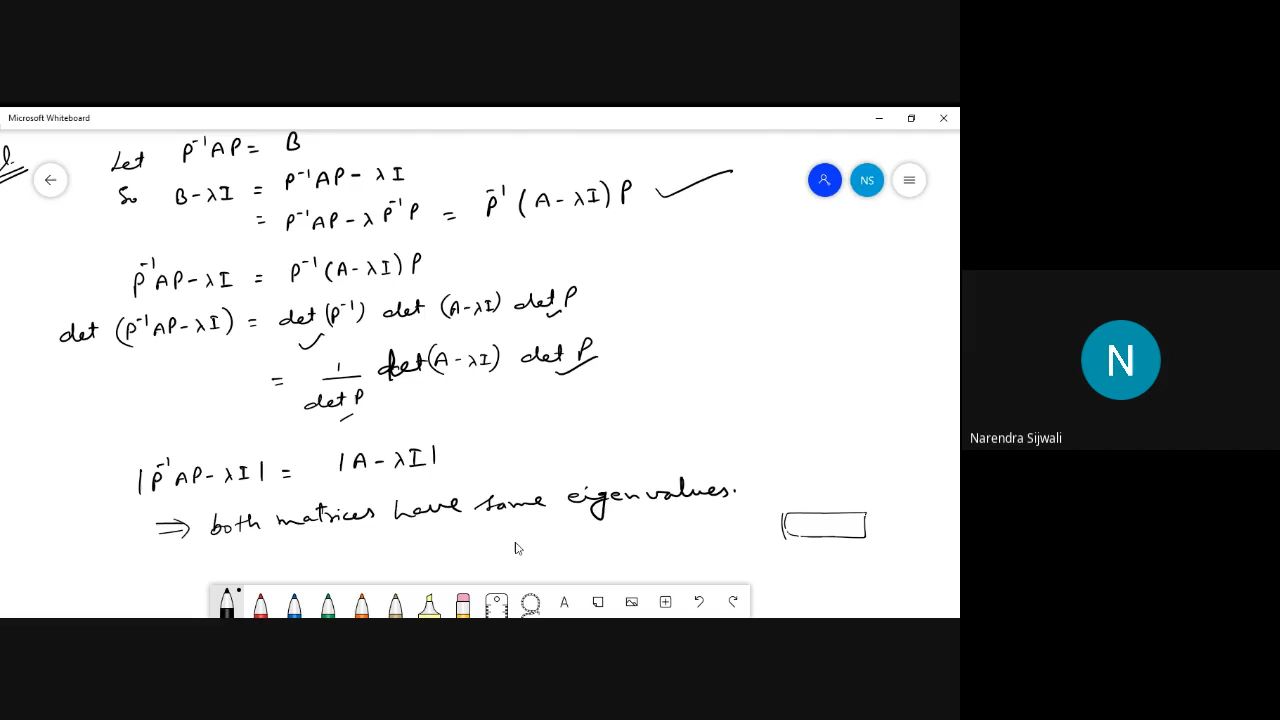 Microsoft Whiteboard
Let P⁻¹AP = B
So B-λI = P⁻¹AP - λI
= P⁻¹AP - λ P⁻¹P = P⁻¹(A-λI)P
P⁻¹AP - λI = P⁻¹(A-λI)P
det (P⁻¹AP-λI) = det(P⁻¹) det (A-λI) det P
= 1/det P det(A-λI) det P
|P⁻¹AP-λI| = |A-λI|
⇒ both matrices have same eigenvalues.
NS
N
Narendra Sijwali
A